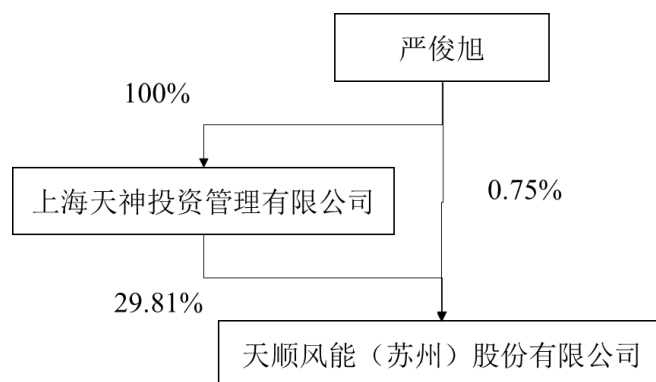 严俊旭
100%
上海天神投资管理有限公司
0.75%
29.81%
天顺风能（苏州）股份有限公司